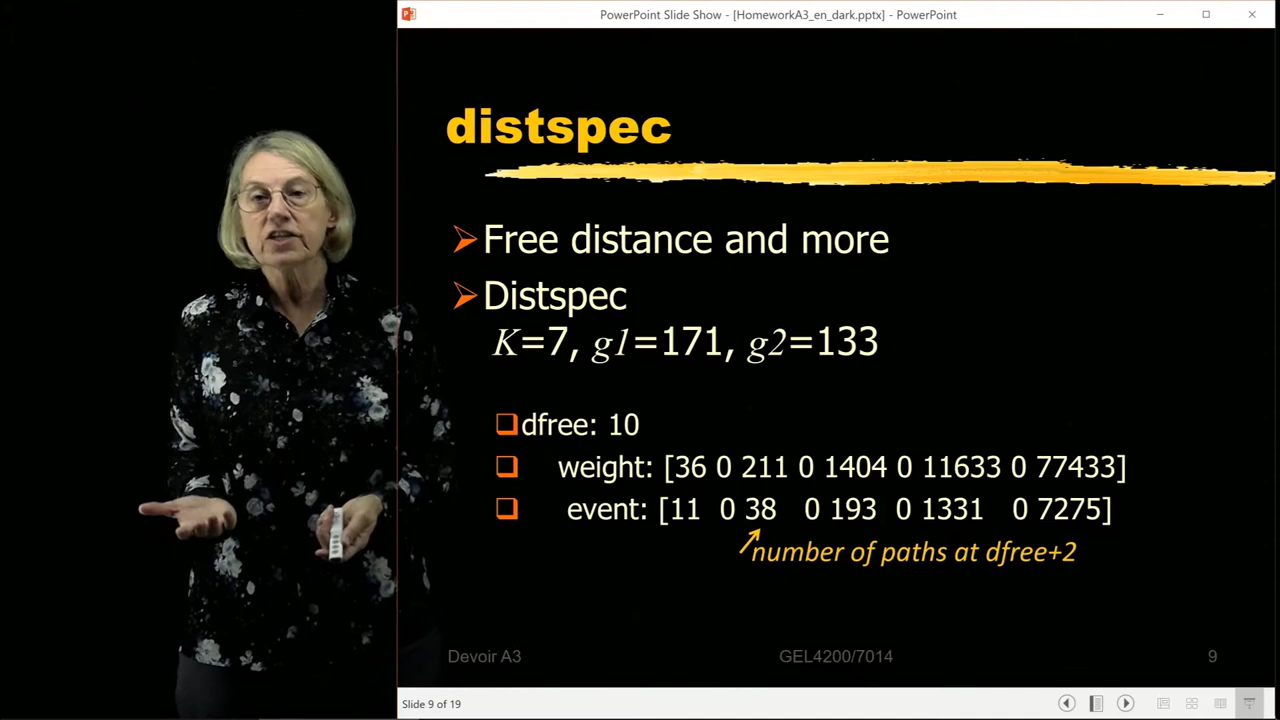 PowerPoint Slide Show - [HomeworkA3_en_dark.pptx] - PowerPoint
distspec
Free distance and more
Distspec
K=7, g1=171, g2=133
dfree: 10
weight: [36 0 211 0 1404 0 11633 0 77433]
event: [11 0 38 0 193 0 1331 0 7275]
number of paths at dfree+2
Devoir A3 GEL4200/7014 9
Slide 9 of 19